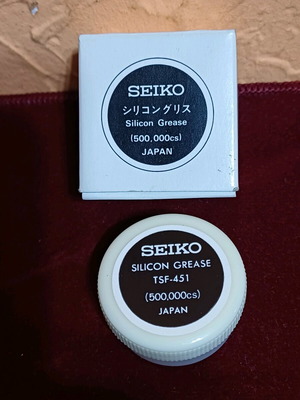 SEIKO
シリコングリス
Silicon Grease
(500,000cs)
JAPAN
SEIKO
SILICON GREASE
TSF-451
(500,000cs)
JAPAN